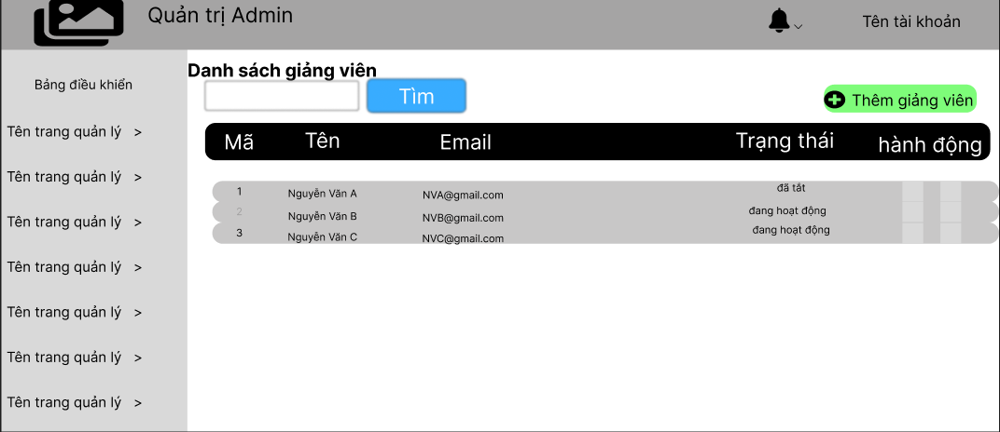 Quản trị Admin
Tên tài khoản
Bảng điều khiển
Tên trang quản lý >
Tên trang quản lý >
Tên trang quản lý >
Tên trang quản lý >
Tên trang quản lý >
Tên trang quản lý >
Tên trang quản lý >
Danh sách giảng viên
Tìm
Thêm giảng viên
Mã Tên Email Trạng thái hành động
1 Nguyễn Văn A NVA@gmail.com đã tắt
2 Nguyễn Văn B NVB@gmail.com đang hoạt động
3 Nguyễn Văn C NVC@gmail.com đang hoạt động